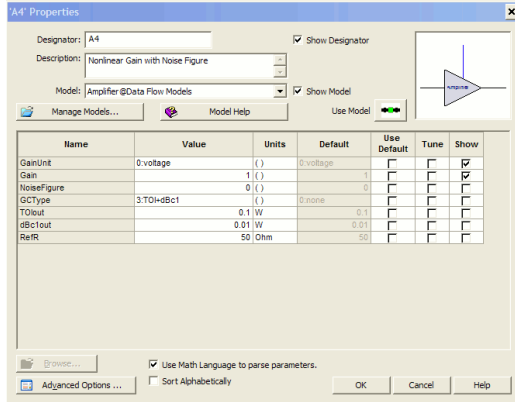 'A4' Properties
Designator: A4
Show Designator
Description: Nonlinear Gain with Noise Figure
Model: Amplifier@Data Flow Models
Show Model
Manage Models...
Model Help
Use Model
Name Value Units Default Use Default Tune Show
GainUnit 0:voltage ( ) 0:voltage
Gain 1 ( ) 1
NoiseFigure 0 ( ) 0
GCType 3:TOI+dBc1 ( ) 0:none
TOIout 0.1 W 0.1
dBc1out 0.01 W 0.01
RefR 50 Ohm 50
Browse...
Use Math Language to parse parameters.
Advanced Options ...
Sort Alphabetically
OK
Cancel
Help